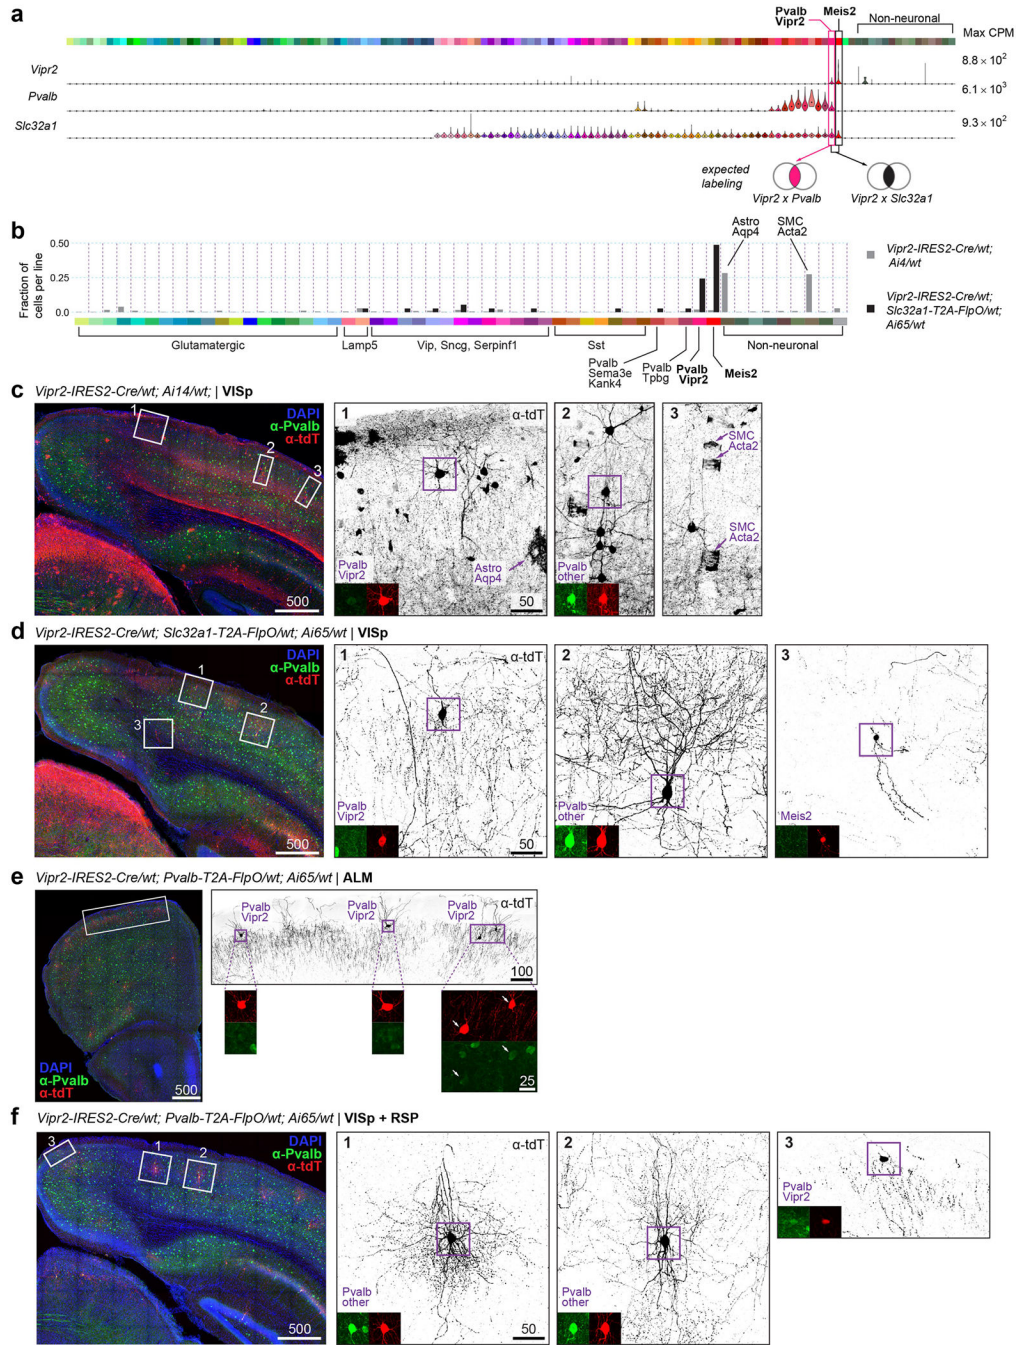 a
Pvalb
Vipr2
Meis2
Non-neuronal
Max CPM
Vipr2
8.8 × 10²
Pvalb
6.1 × 10³
Slc32a1
9.3 × 10²
expected
labeling
Vipr2 x Pvalb
Vipr2 x Slc32a1
b
Fraction of
cells per line
0.50
0.25
0.0
Astro
Aqp4
SMC
Acta2
Vipr2-IRES2-Cre/wt;
Ai4/wt
Vipr2-IRES2-Cre/wt;
Slc32a1-T2A-FlpO/wt;
Ai65/wt
Glutamatergic
Lamp5
Vip, Sncg, Serpinf1
Sst
Pvalb
Sema3e
Kank4
Pvalb
Tpbg
Pvalb
Vipr2
Meis2
Non-neuronal
c
Vipr2-IRES2-Cre/wt; Ai14/wt; | VISp
DAPI
α-Pvalb
α-tdT
1
2
3
500
1
α-tdT
Pvalb
Vipr2
Astro
Aqp4
50
2
Pvalb
other
3
SMC
Acta2
SMC
Acta2
d
Vipr2-IRES2-Cre/wt; Slc32a1-T2A-FlpO/wt; Ai65/wt | VISp
DAPI
α-Pvalb
α-tdT
1
2
3
500
1
α-tdT
Pvalb
Vipr2
50
2
Pvalb
other
3
Meis2
e
Vipr2-IRES2-Cre/wt; Pvalb-T2A-FlpO/wt; Ai65/wt | ALM
DAPI
α-Pvalb
α-tdT
500
Pvalb
Vipr2
Pvalb
Vipr2
Pvalb
Vipr2
α-tdT
100
25
f
Vipr2-IRES2-Cre/wt; Pvalb-T2A-FlpO/wt; Ai65/wt | VISp + RSP
DAPI
α-Pvalb
α-tdT
3
1
2
500
1
α-tdT
Pvalb
other
50
2
Pvalb
other
3
Pvalb
Vipr2